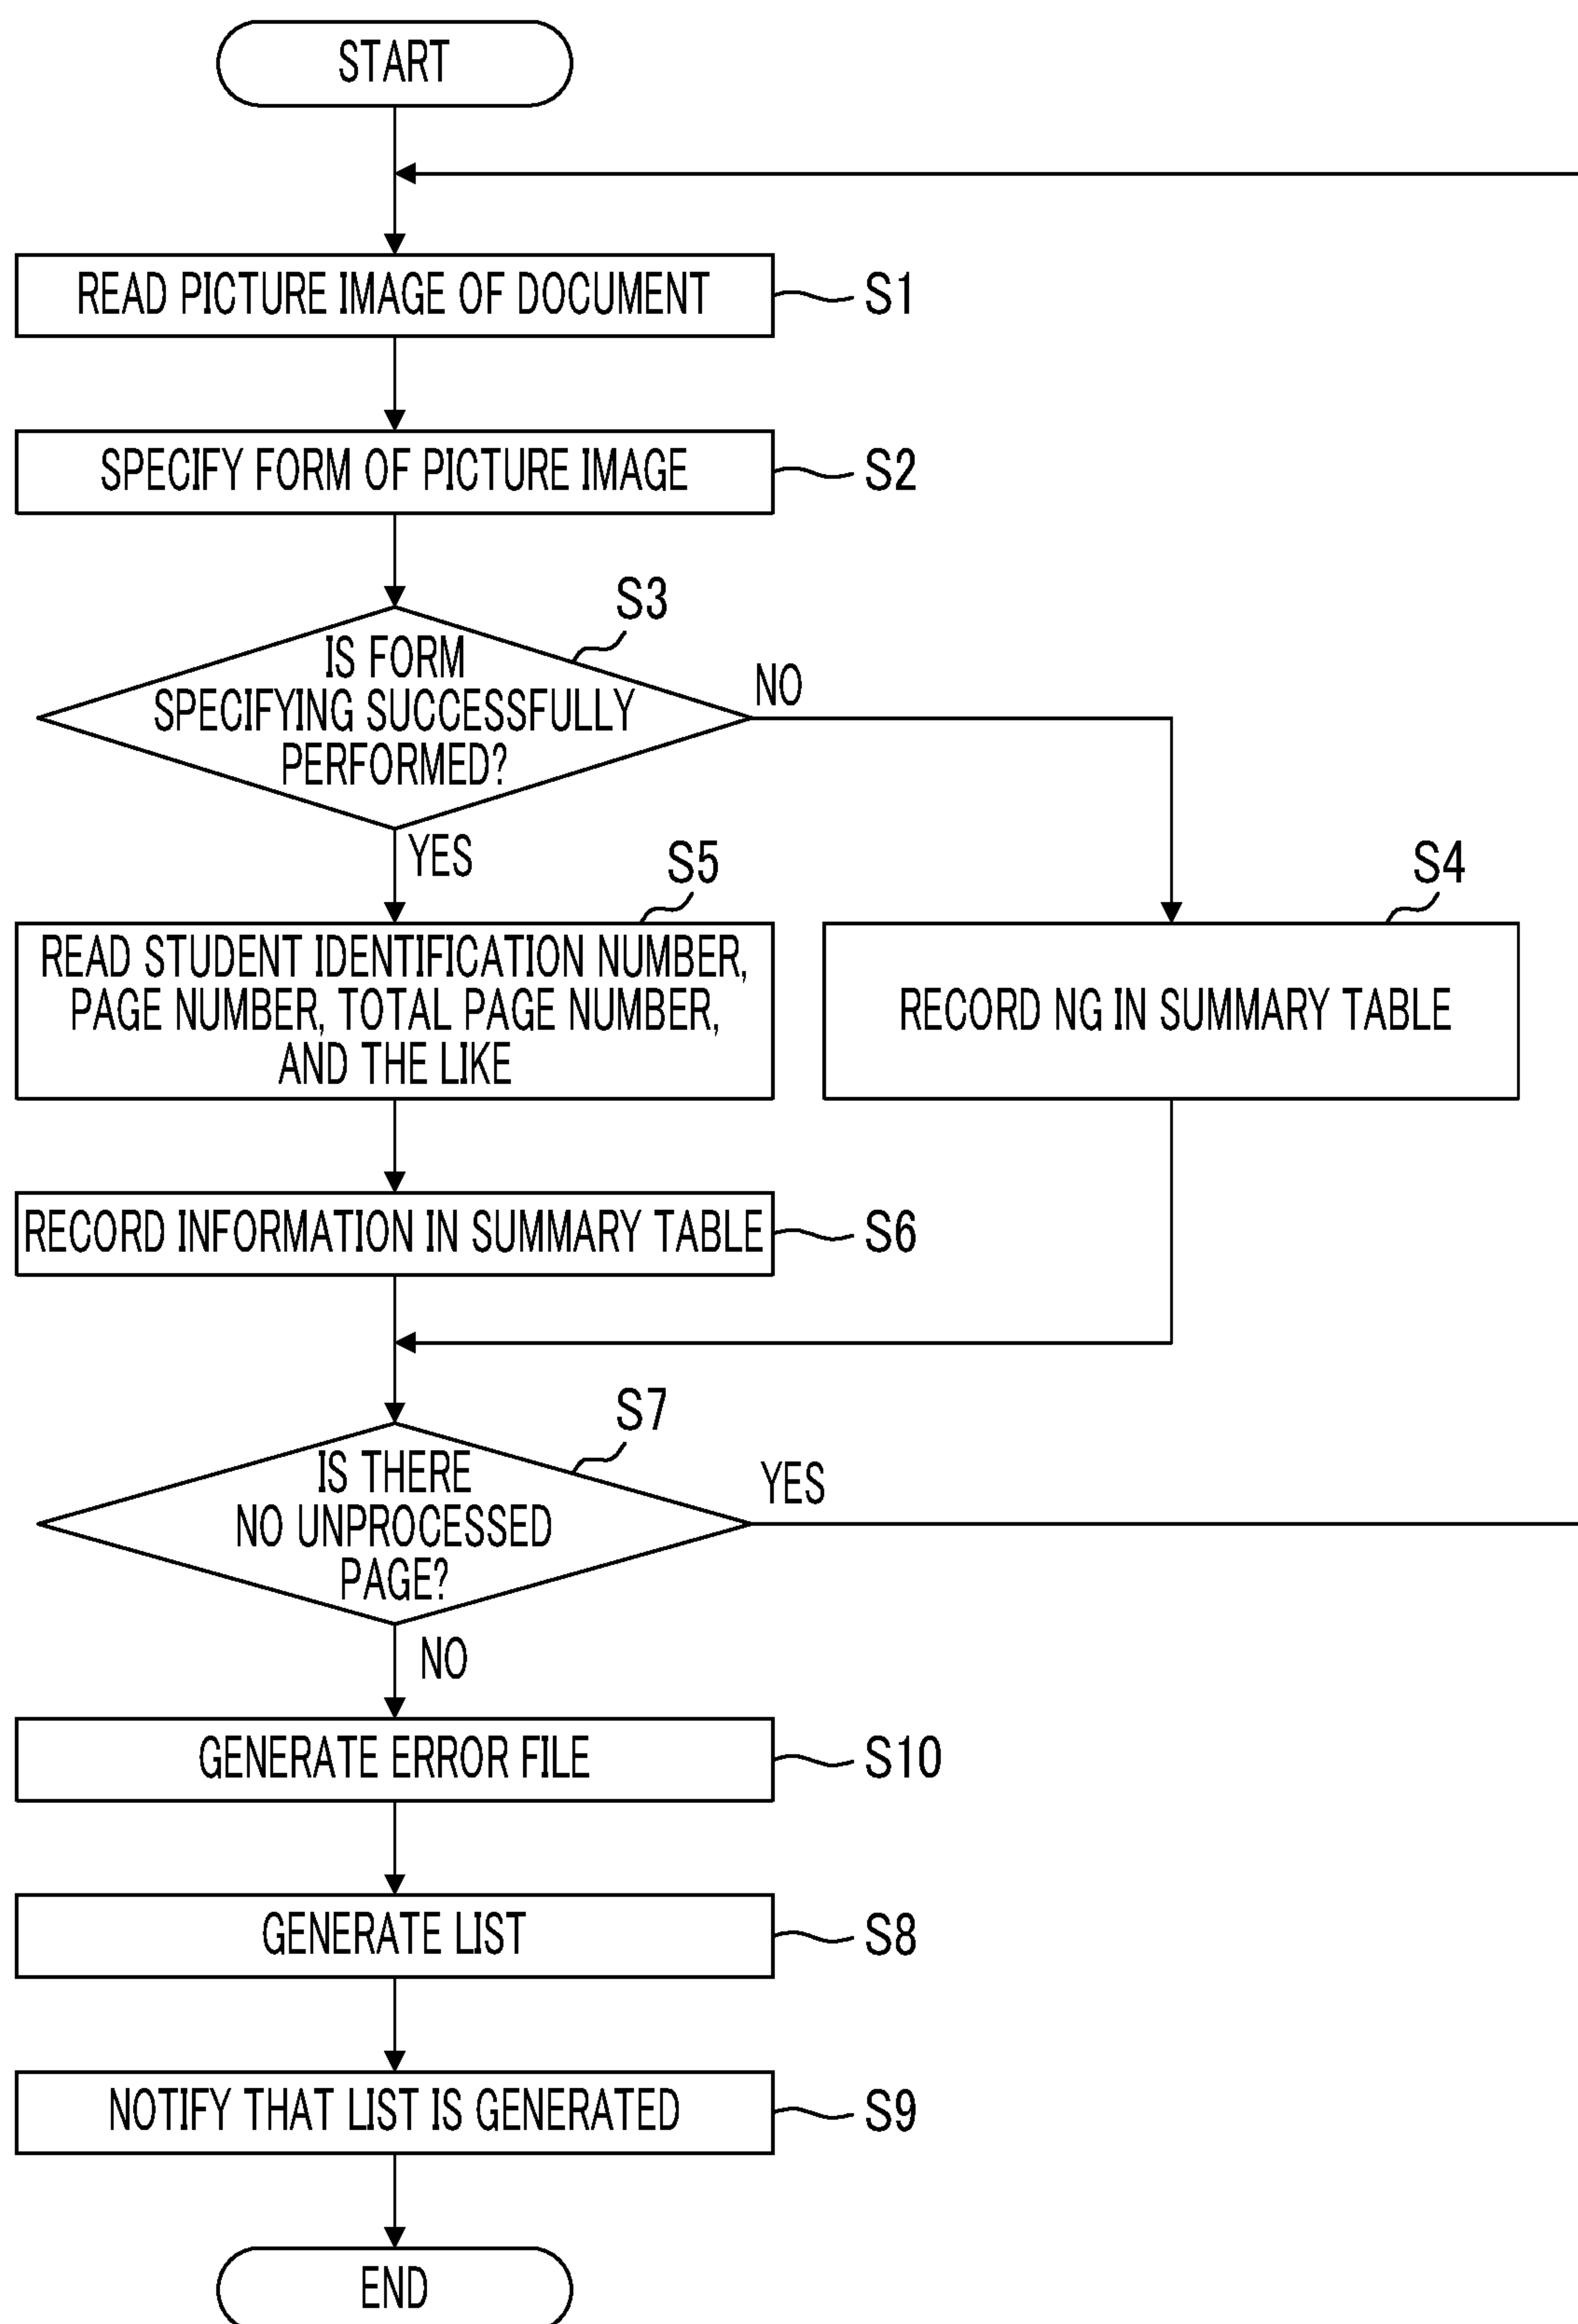 START
READ PICTURE IMAGE OF DOCUMENT
S1
SPECIFY FORM OF PICTURE IMAGE
S2
S3
IS FORM
SPECIFYING SUCCESSFULLY
PERFORMED?
NO
YES
S5
READ STUDENT IDENTIFICATION NUMBER,
PAGE NUMBER, TOTAL PAGE NUMBER,
AND THE LIKE
S4
RECORD NG IN SUMMARY TABLE
RECORD INFORMATION IN SUMMARY TABLE
S6
S7
IS THERE
NO UNPROCESSED
PAGE?
YES
NO
GENERATE ERROR FILE
S10
GENERATE LIST
S8
NOTIFY THAT LIST IS GENERATED
S9
END